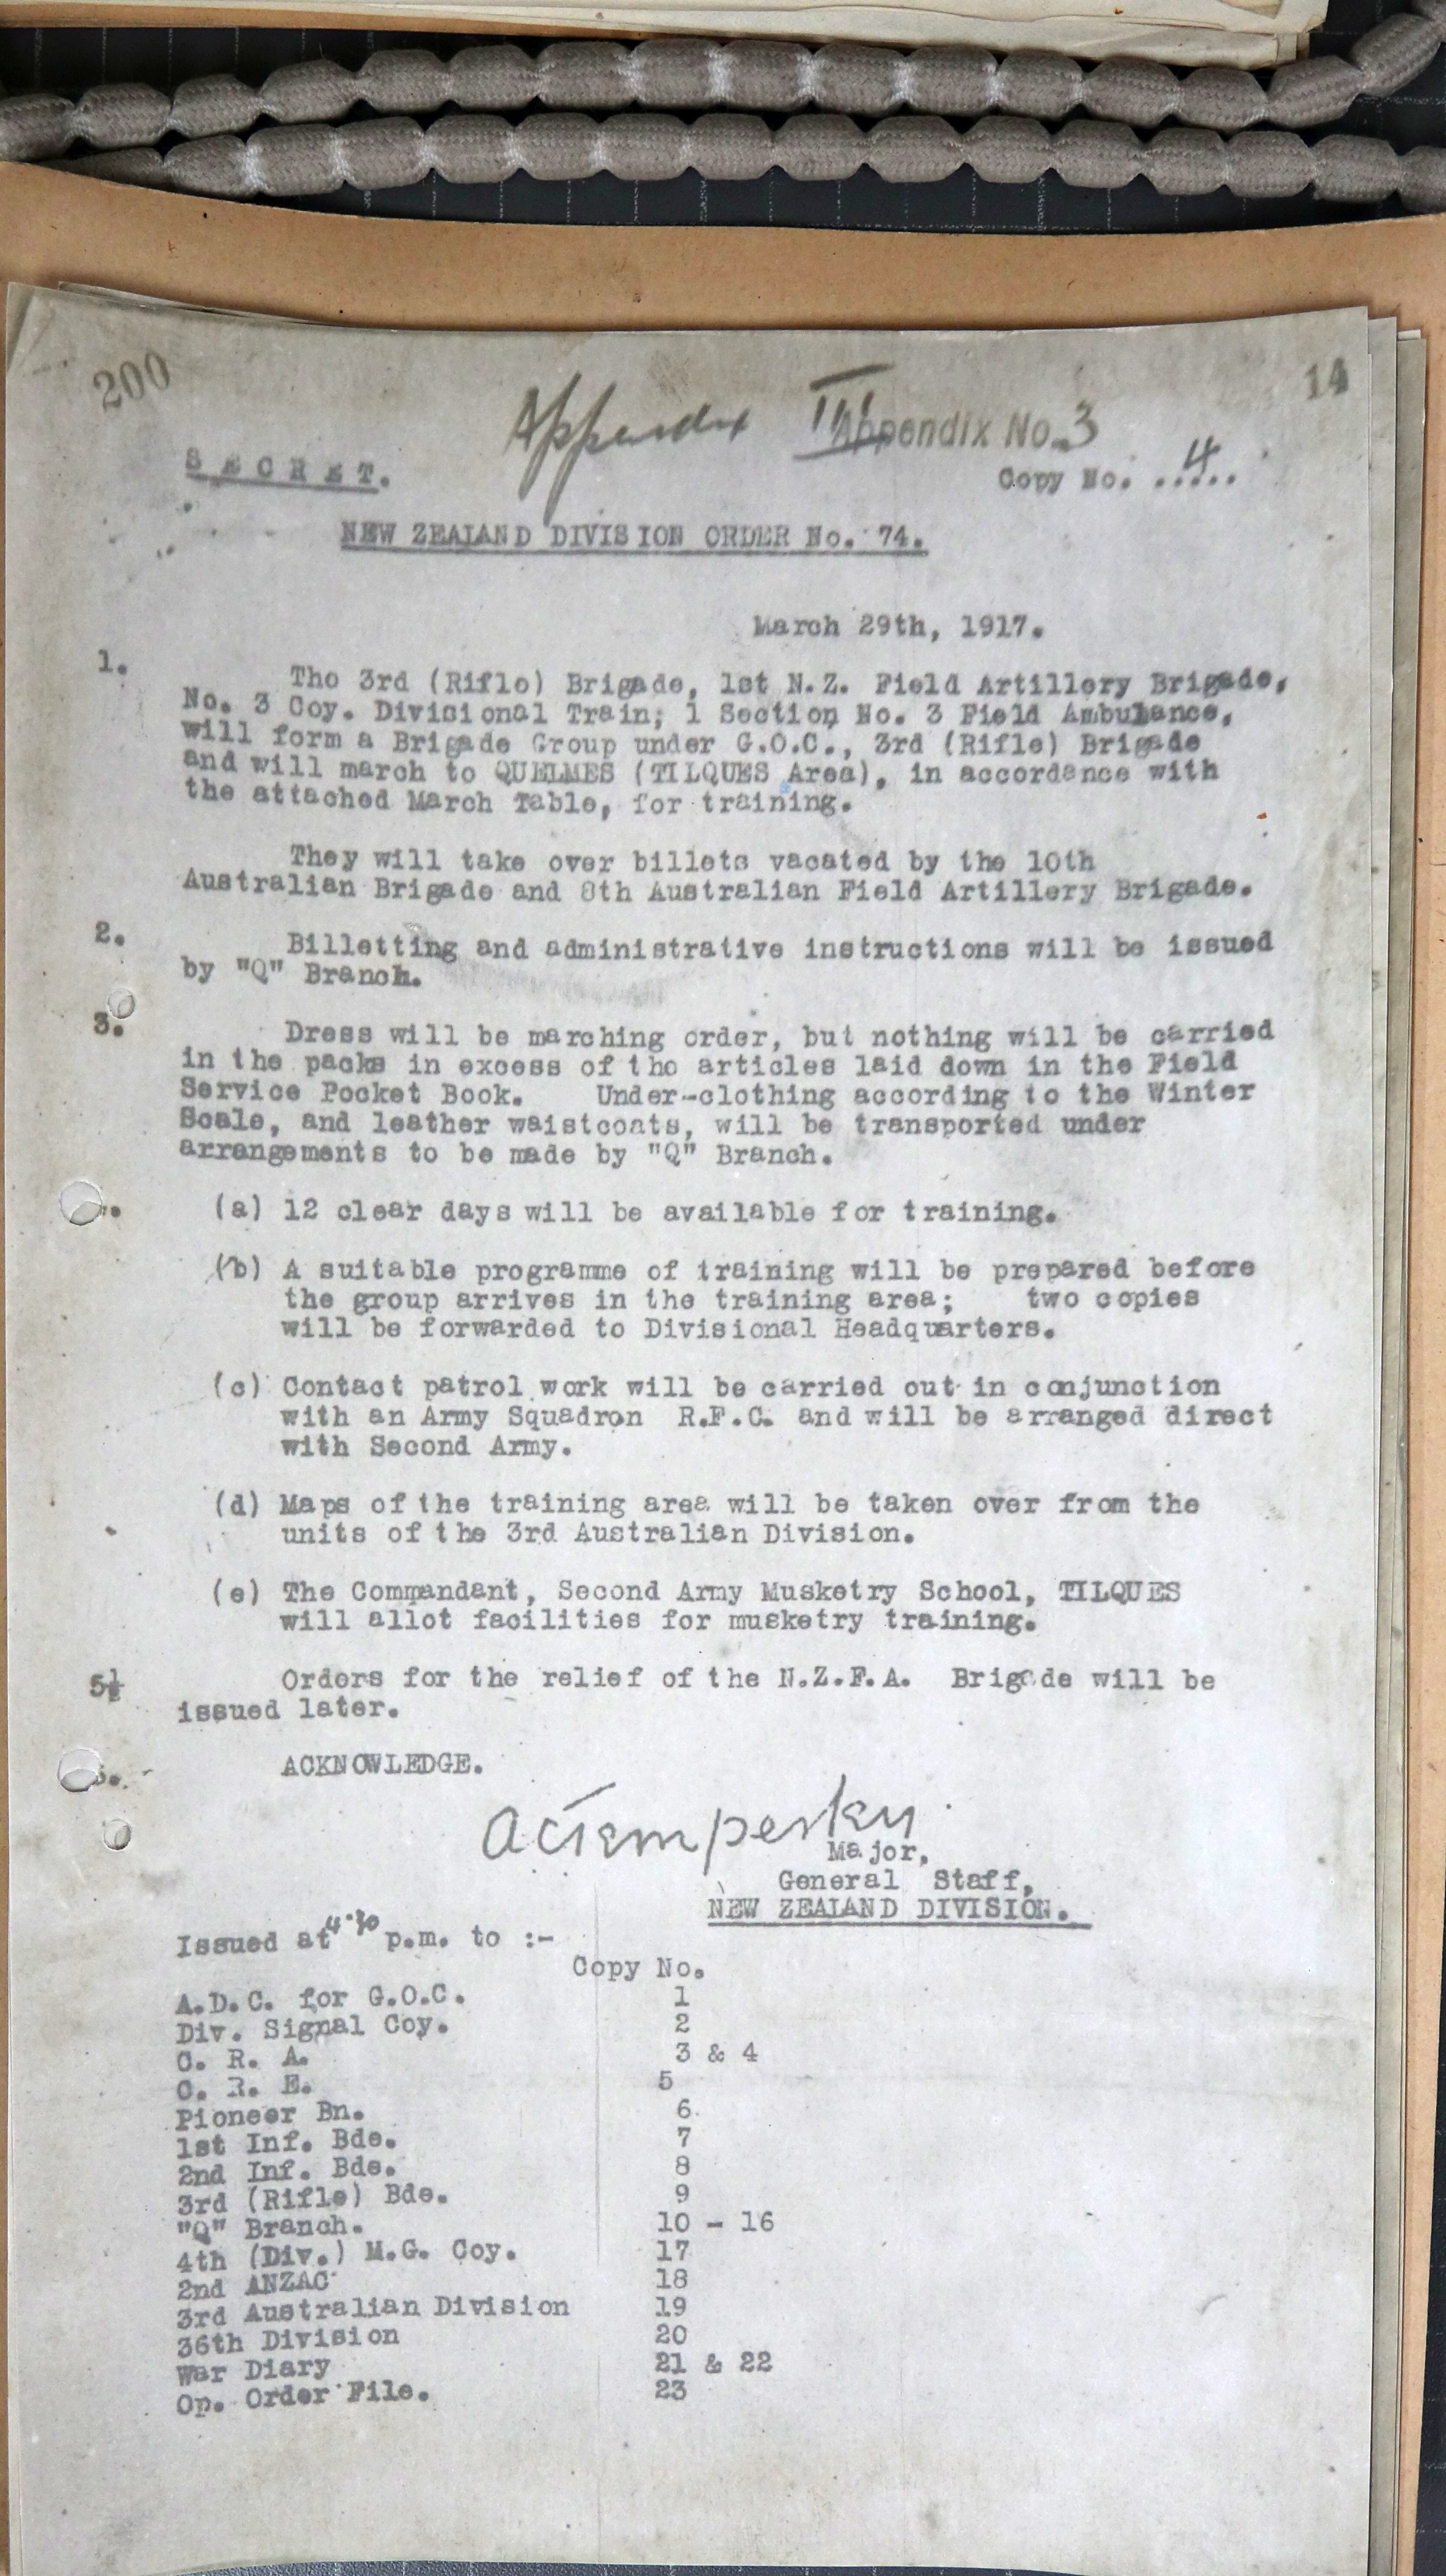 200
14
Appendix III
Appendix No. 3
SECRET.
Copy No. ..4...
NEW ZEALAND DIVISION ORDER No. 74.
March 29th, 1917.
1. The 3rd (Rifle) Brigade, 1st N.Z. Field Artillery Brigade,
No. 3 Coy. Divisional Train; 1 Section No. 3 Field Ambulance,
will form a Brigade Group under G.O.C., 3rd (Rifle) Brigade
and will march to QUELMES (TILQUES Area), in accordance with
the attached March Table, for training.
They will take over billets vacated by the 10th
Australian Brigade and 8th Australian Field Artillery Brigade.
2. Billetting and administrative instructions will be issued
by "Q" Branch.
3. Dress will be marching order, but nothing will be carried
in the packs in excess of the articles laid down in the Field
Service Pocket Book. Under-clothing according to the Winter
Scale, and leather waistcoats, will be transported under
arrangements to be made by "Q" Branch.
(a) 12 clear days will be available for training.
(b) A suitable programme of training will be prepared before
the group arrives in the training area; two copies
will be forwarded to Divisional Headquarters.
(c) Contact patrol work will be carried out in conjunction
with an Army Squadron R.F.C. and will be arranged direct
with Second Army.
(d) Maps of the training area will be taken over from the
units of the 3rd Australian Division.
(e) The Commandant, Second Army Musketry School, TILQUES
will allot facilities for musketry training.
5. Orders for the relief of the N.Z.F.A. Brigade will be
issued later.
ACKNOWLEDGE.
A C Temperley
Major,
General Staff,
NEW ZEALAND DIVISION.
Issued at 4.30 p.m. to :-
Copy No.
A.D.C. for G.O.C. 1
Div. Signal Coy. 2
C. R. A. 3 & 4
C. R. E. 5
Pioneer Bn. 6
1st Inf. Bde. 7
2nd Inf. Bde. 8
3rd (Rifle) Bde. 9
"Q" Branch. 10 - 16
4th (Div.) M.G. Coy. 17
2nd ANZAC 18
3rd Australian Division 19
36th Division 20
War Diary 21 & 22
Op. Order File. 23